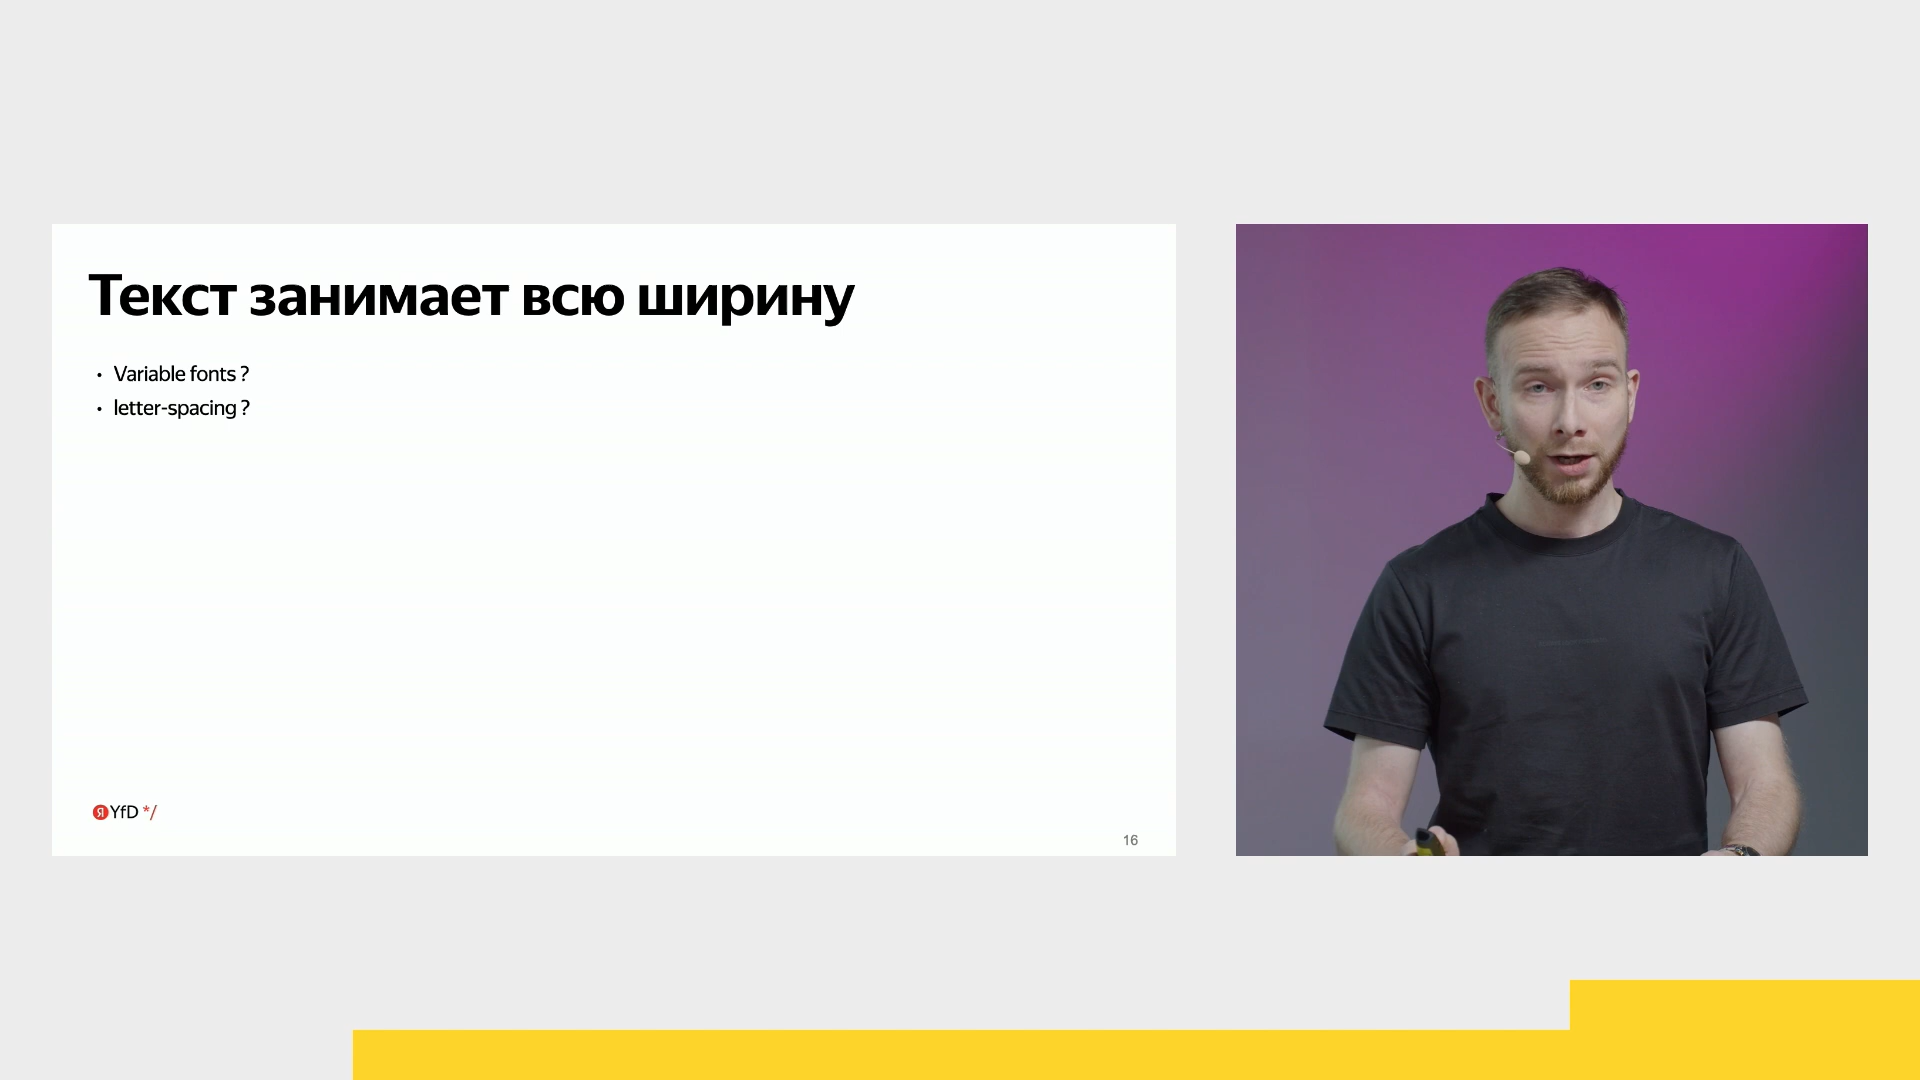 Текст занимает всю ширину
• Variable fonts ?
• letter-spacing ?
Я YfD */
16